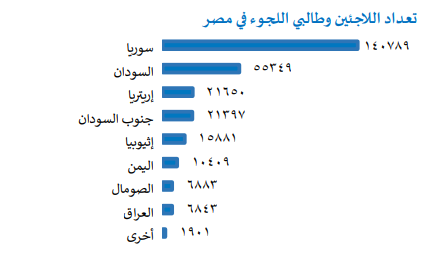 تعداد اللاجئين وطالبي اللجوء في مصر
سوريا ١٤٠٧٨٩
السودان ٥٥٣٤٩
إريتريا ٢١٦٥٠
جنوب السودان ٢١٣٩٧
إثيوبيا ١٥٨٨١
اليمن ١٠٤٠٩
الصومال ٦٨٨٣
العراق ٦٨٤٣
أخرى ١٩٠١